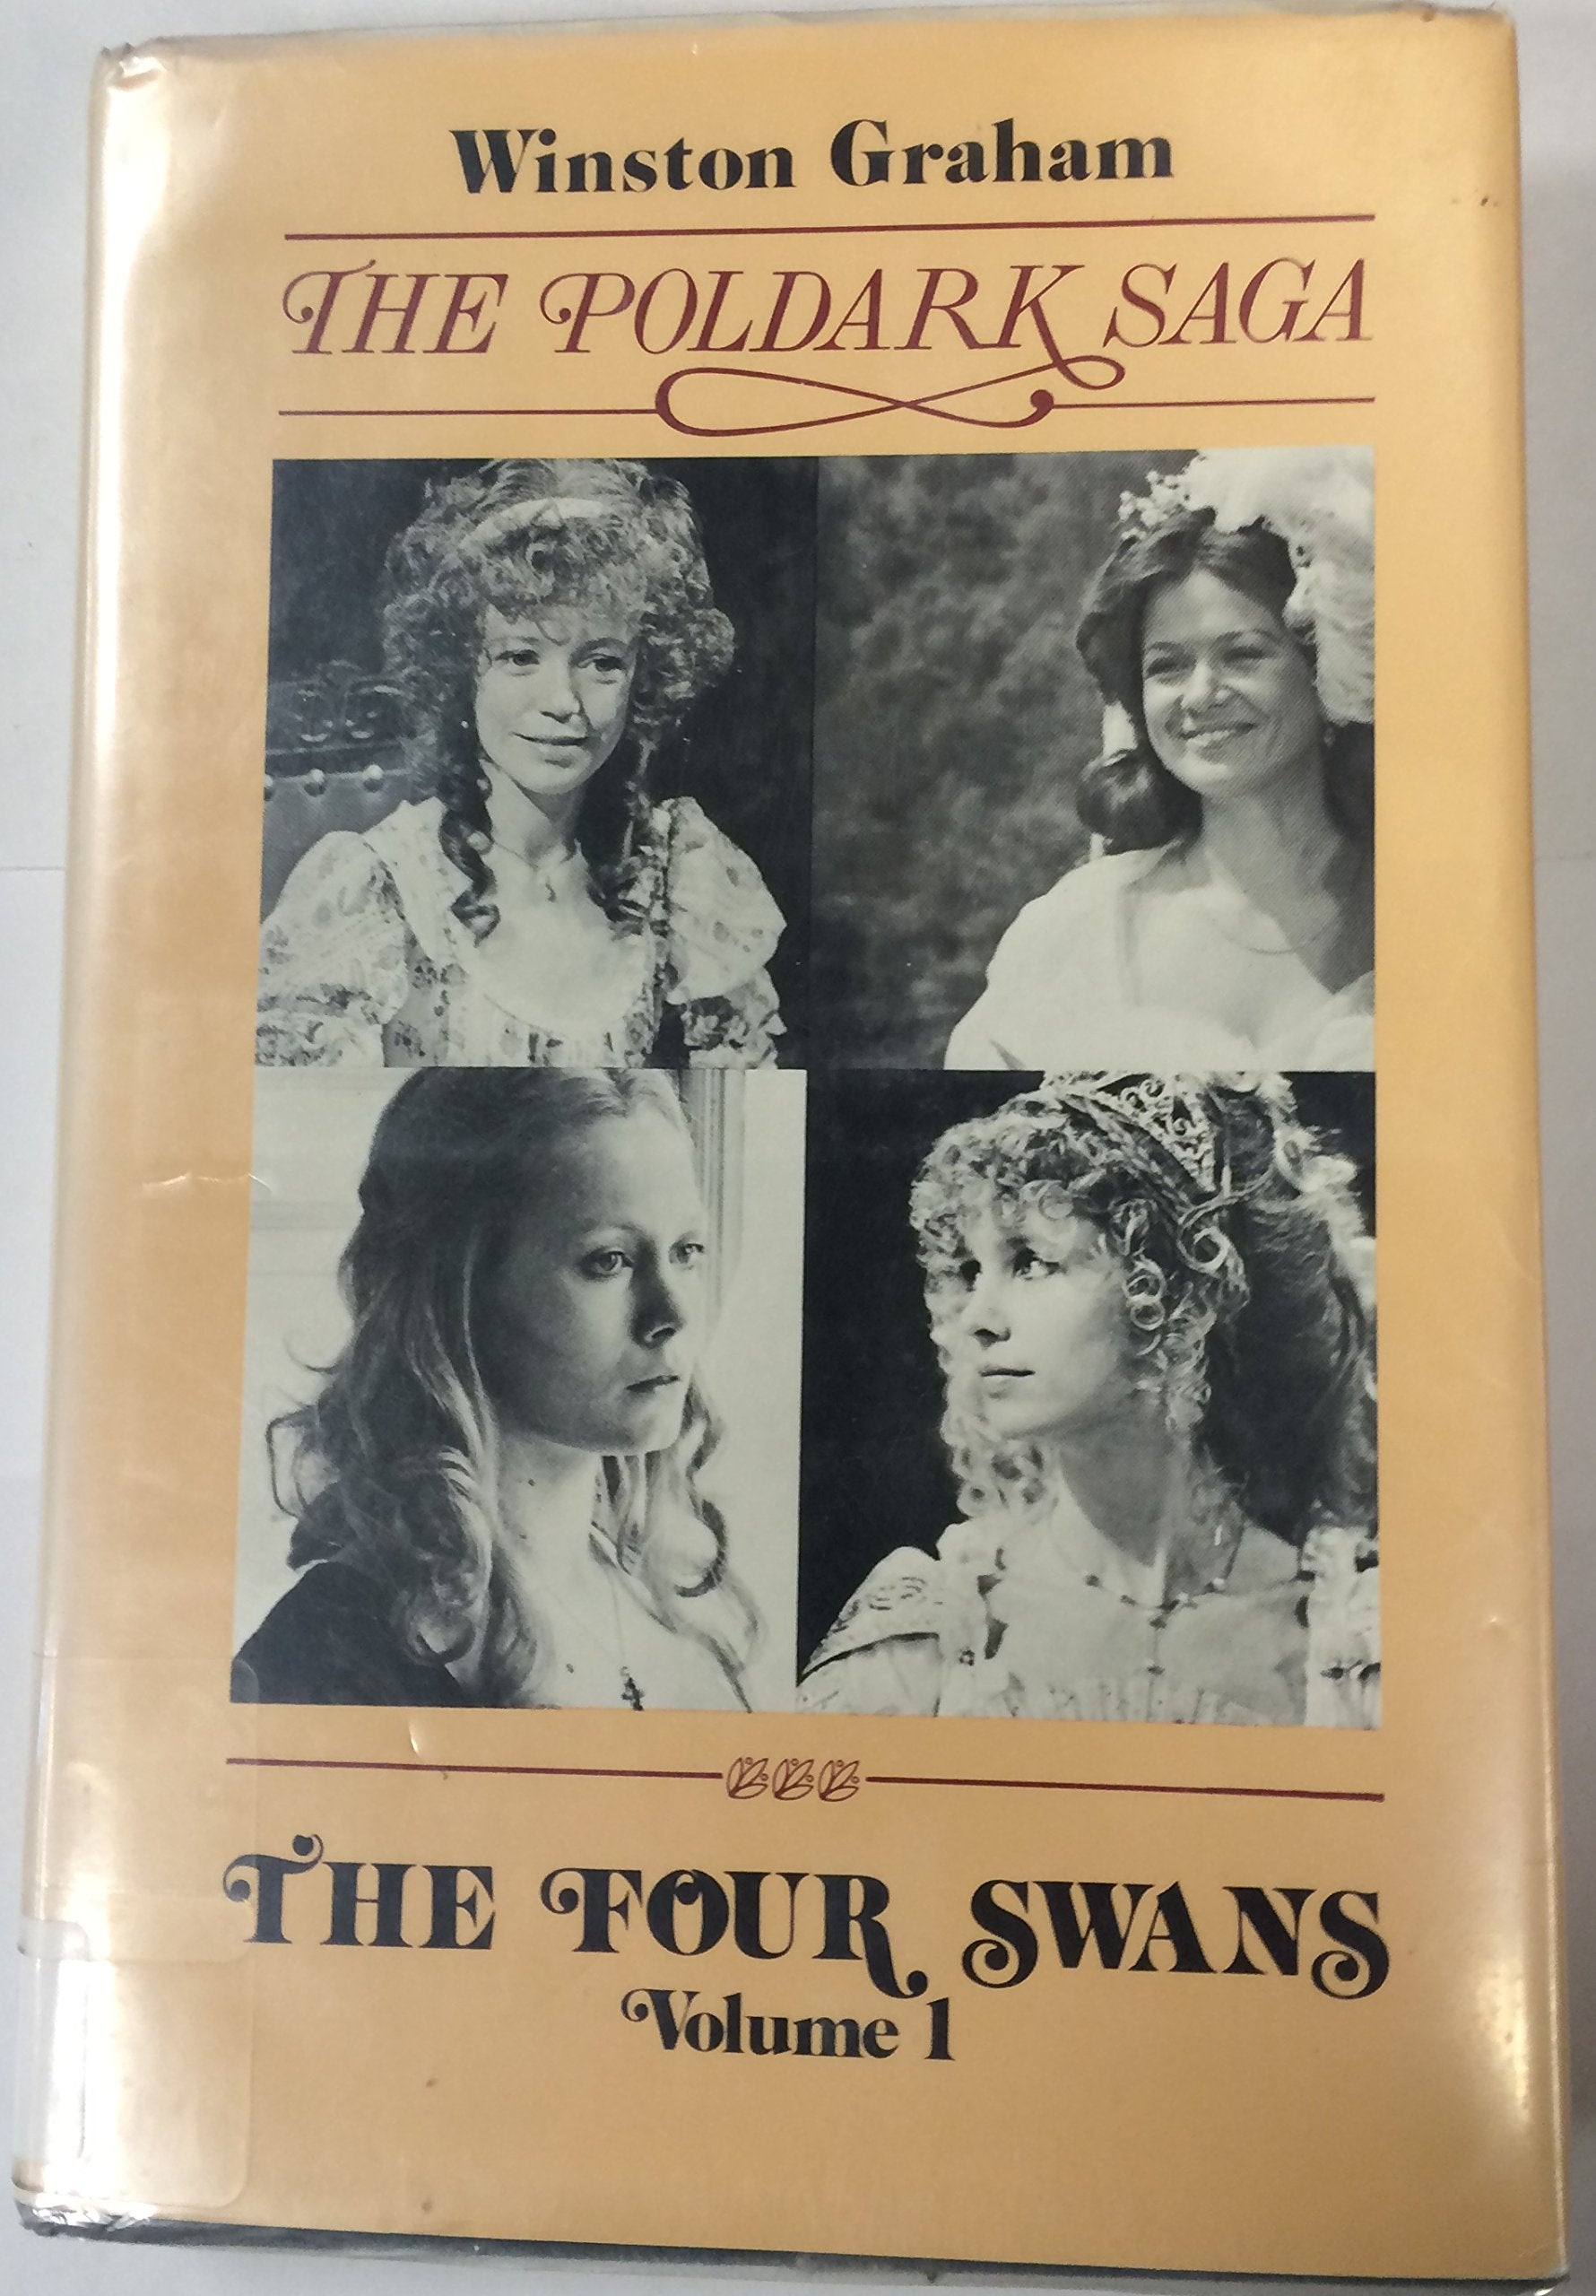 Winston Graham
THE POLDARK SAGA
THE FOUR SWANS
Volume 1